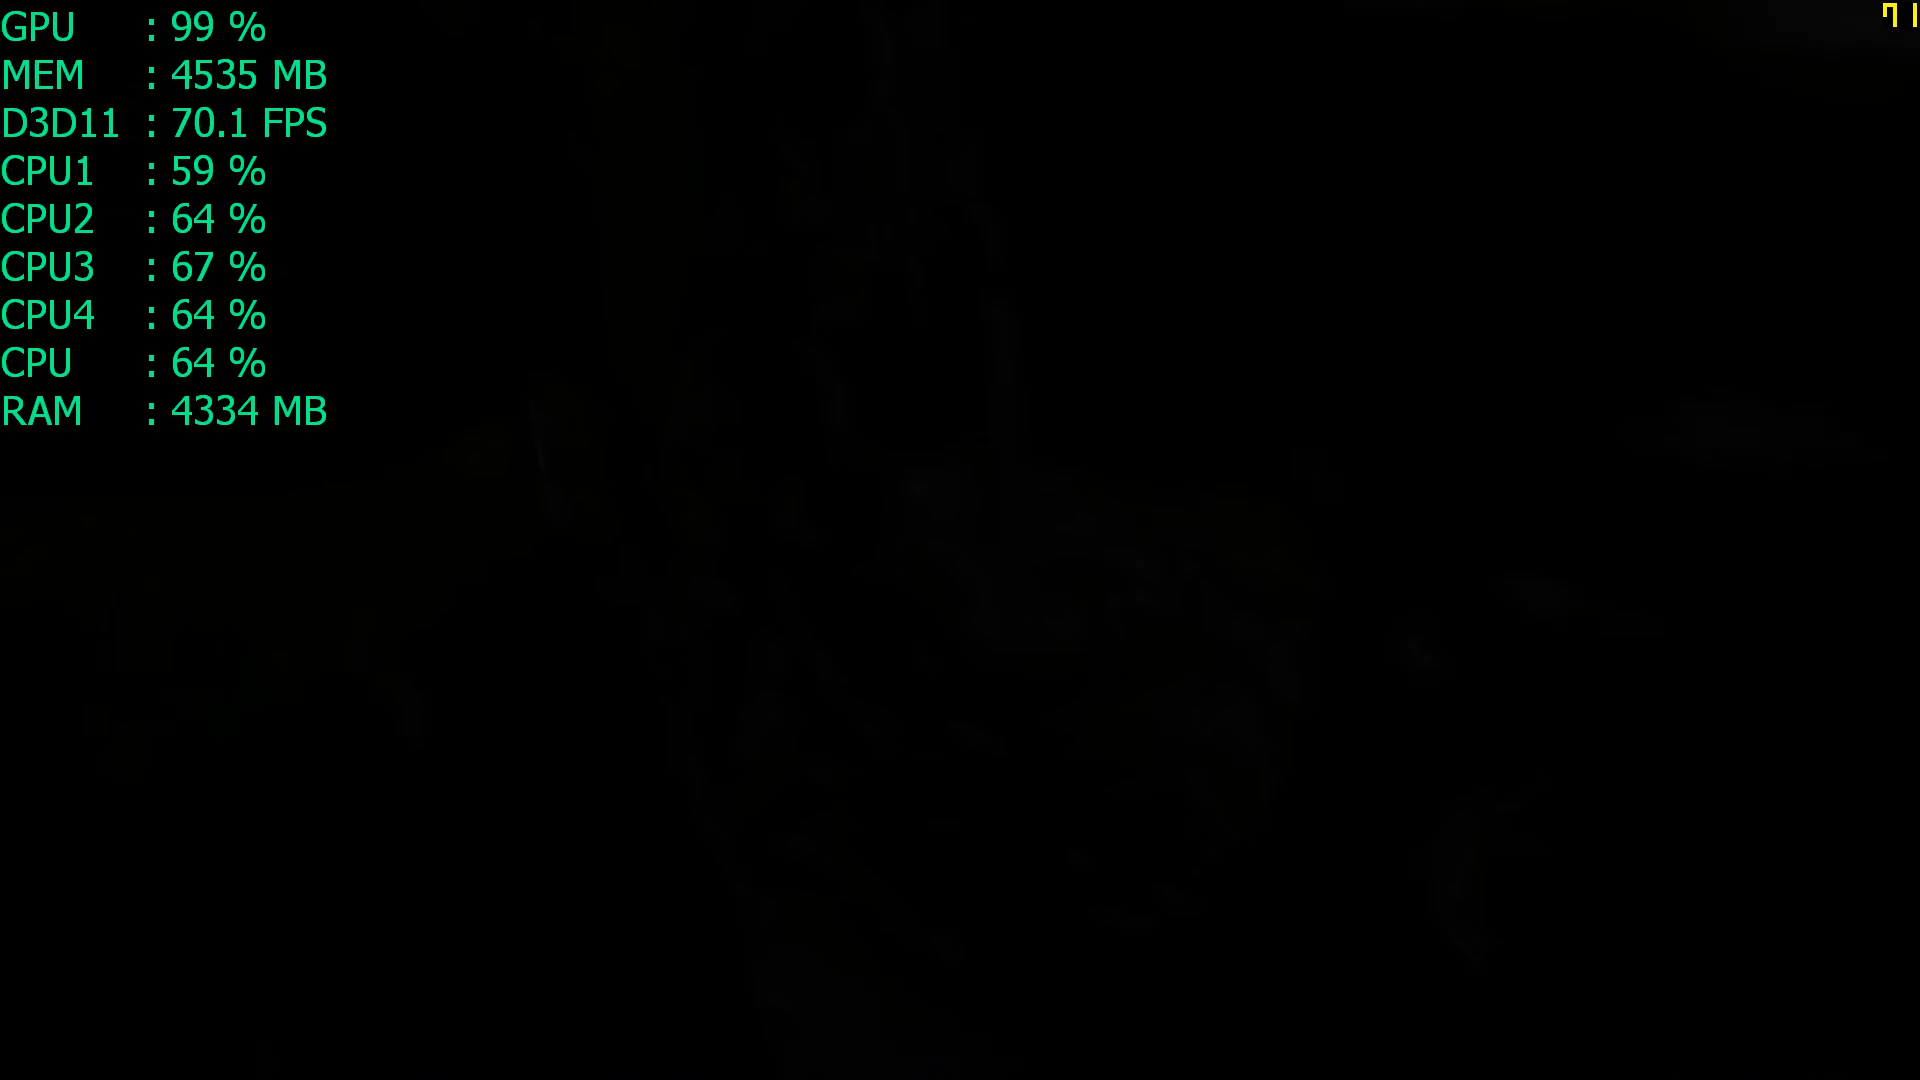 GPU : 99 %
MEM : 4535 MB
D3D11 : 70.1 FPS
CPU1 : 59 %
CPU2 : 64 %
CPU3 : 67 %
CPU4 : 64 %
CPU : 64 %
RAM : 4334 MB
71